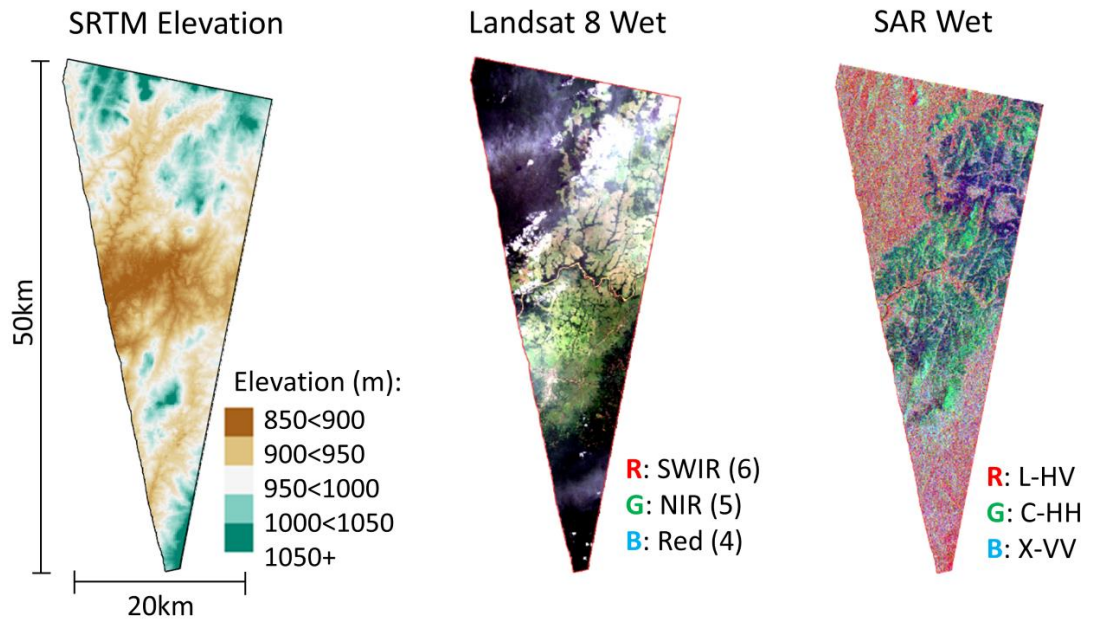 SRTM Elevation
Landsat 8 Wet
SAR Wet
50km
20km
Elevation (m):
850<900
900<950
950<1000
1000<1050
1050+
R: SWIR (6)
G: NIR (5)
B: Red (4)
R: L-HV
G: C-HH
B: X-VV